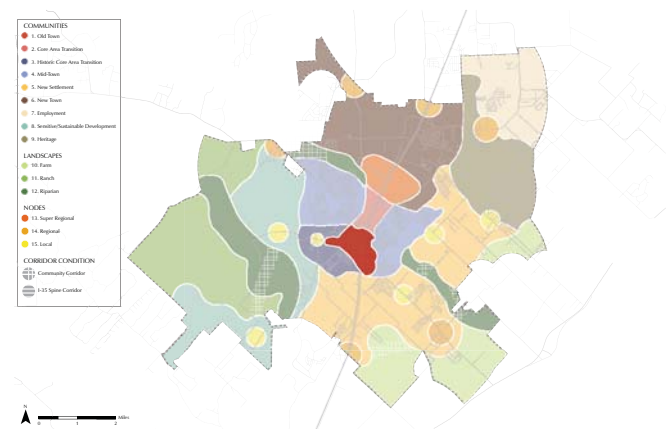 COMMUNITIES
1. Old Town
2. Core Area Transition
3. Historic Core Area Transition
4. Mid-Town
5. New Settlement
6. New Town
7. Employment
8. Sensitive/Sustainable Development
9. Heritage
LANDSCAPES
10. Farm
11. Ranch
12. Riparian
NODES
13. Super Regional
14. Regional
15. Local
CORRIDOR CONDITION
Community Corridor
I-35 Spine Corridor
N
Miles
0 1 2